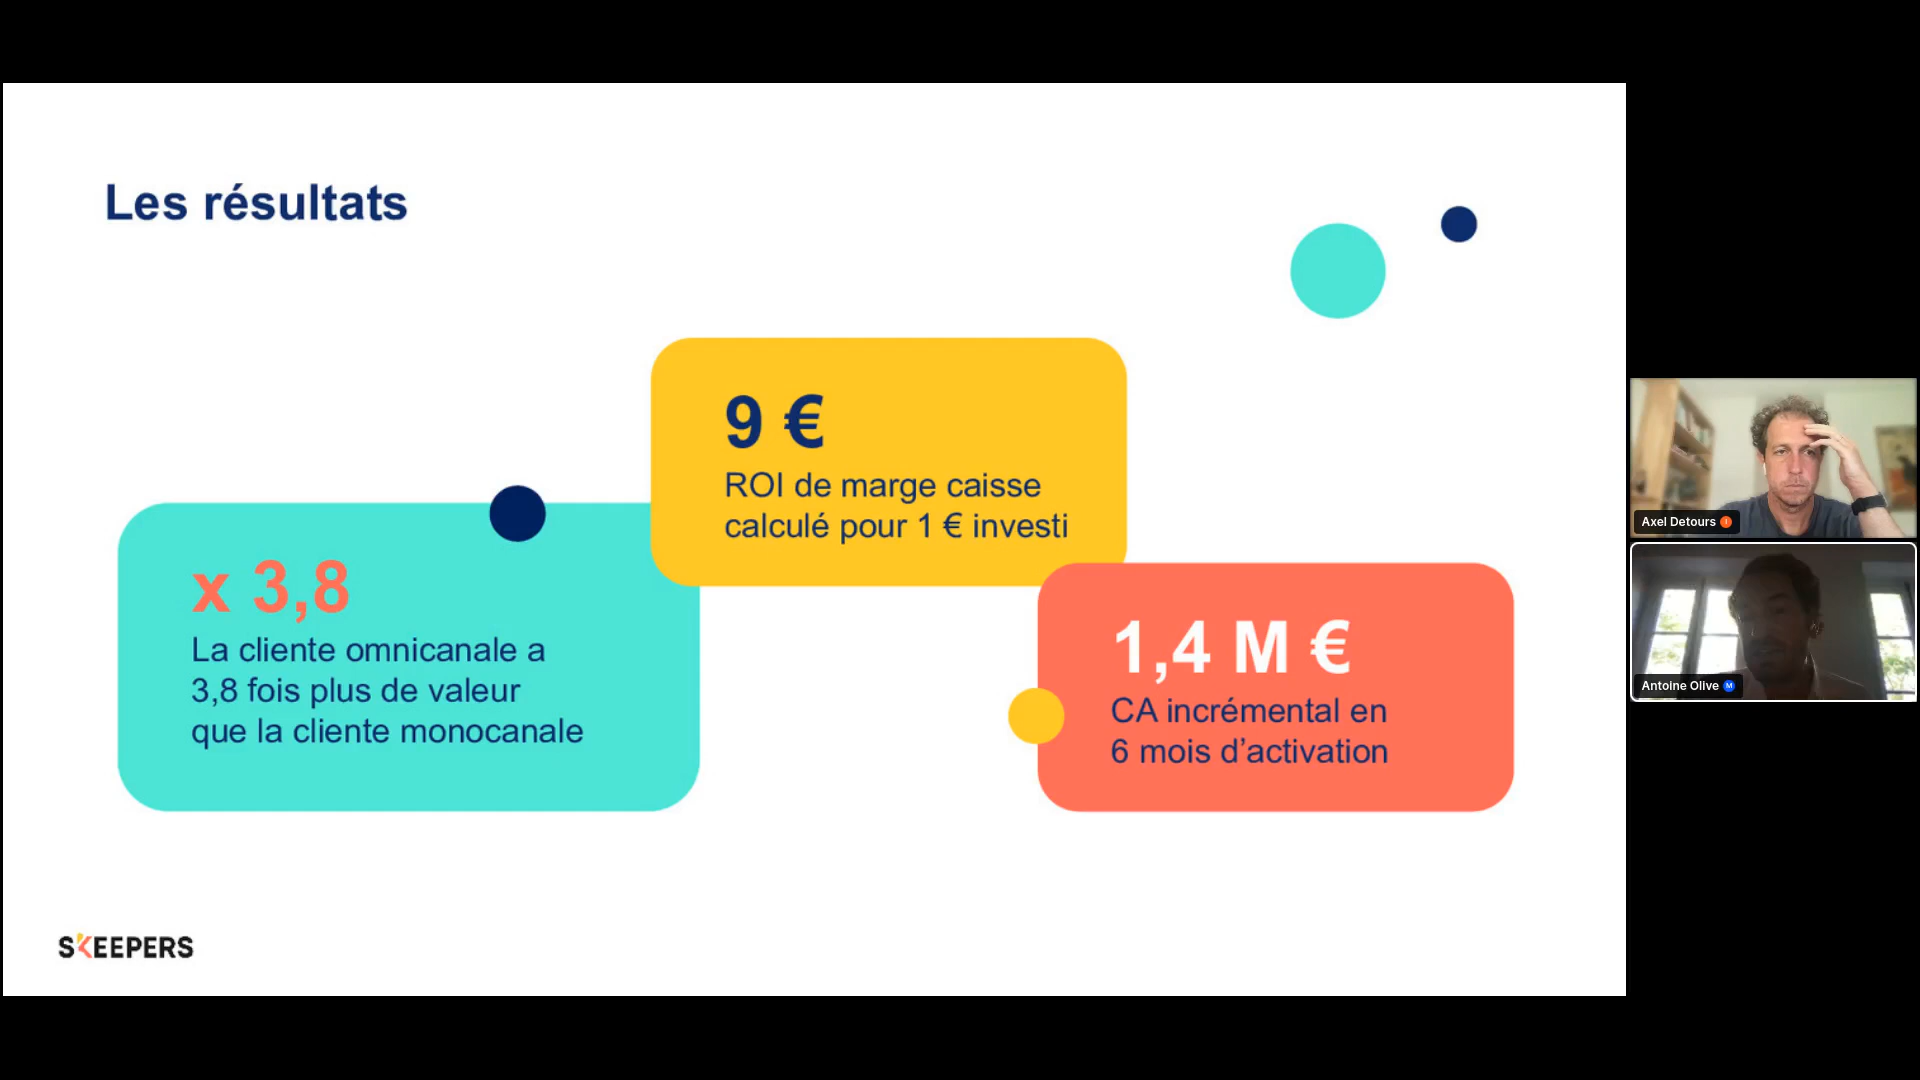 Les résultats
9 €
ROI de marge caisse
calculé pour 1 € investi
x 3,8
La cliente omnicanale a
3,8 fois plus de valeur
que la cliente monocanale
1,4 M €
CA incrémental en
6 mois d’activation
SKEEPERS
Axel Detours I
Antoine Olive M